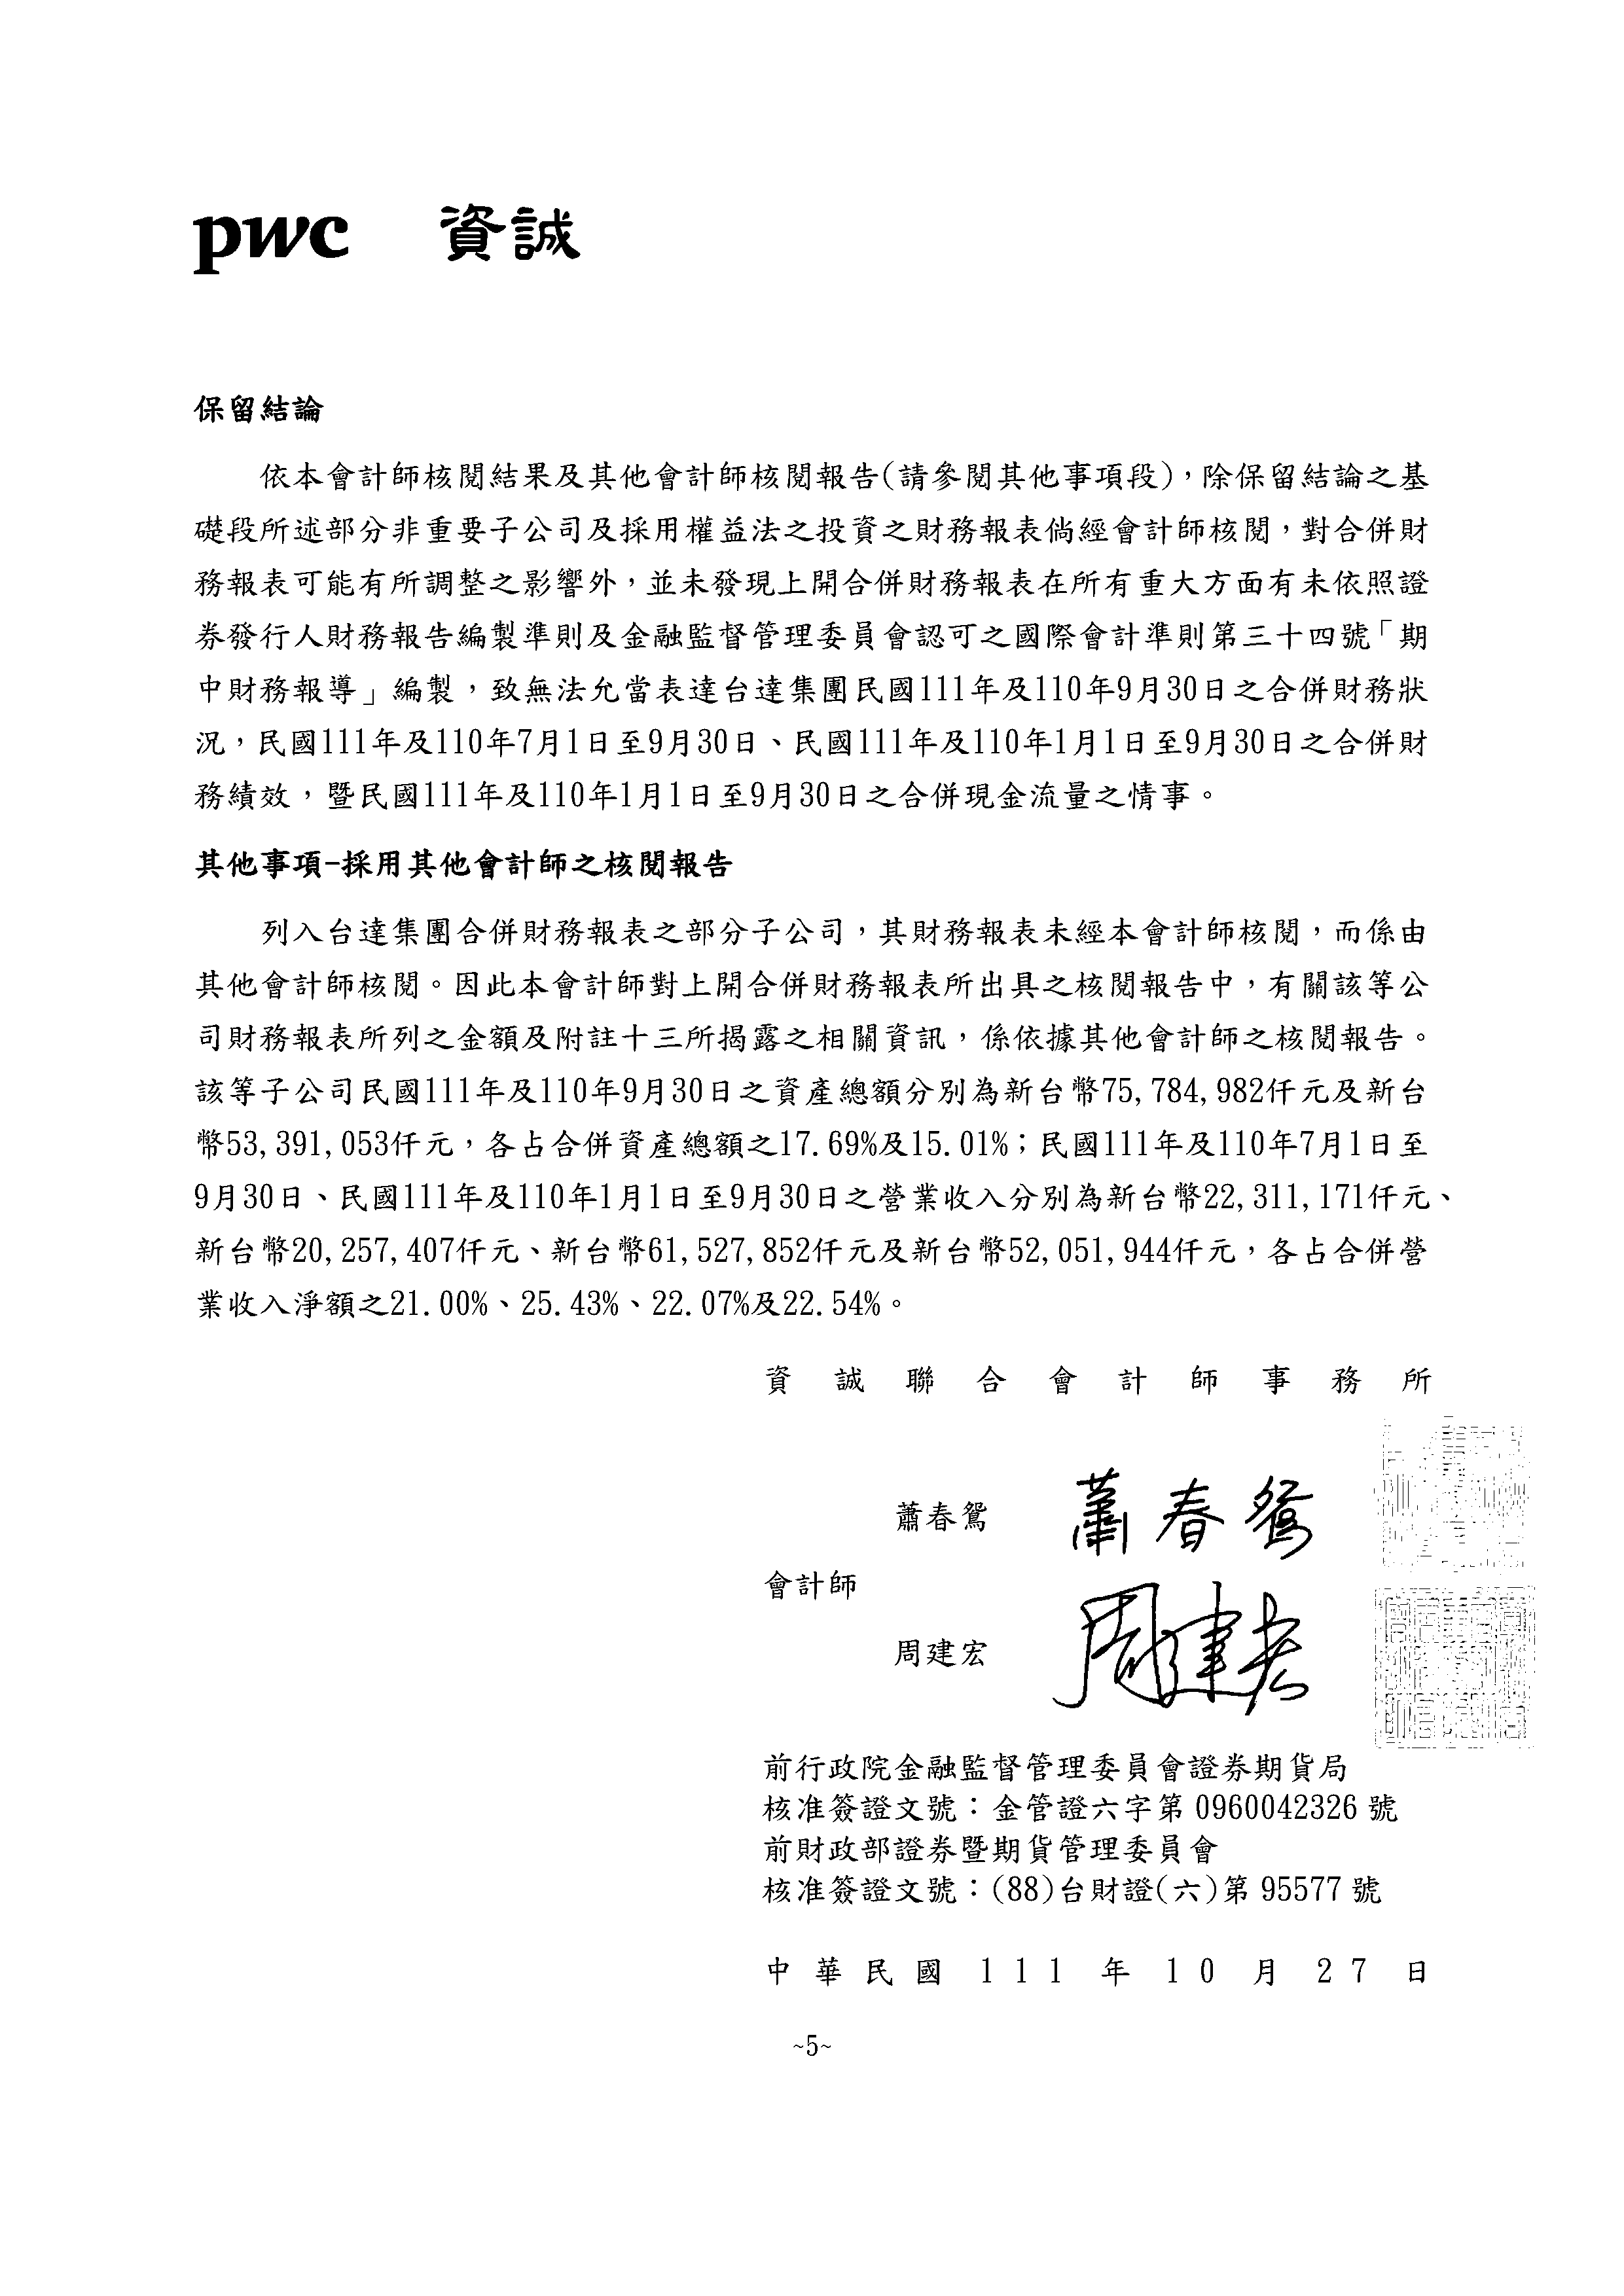 pwc 資誠
保留結論
依本會計師核閱結果及其他會計師核閱報告(請參閱其他事項段)，除保留結論之基
礎段所述部分非重要子公司及採用權益法之投資之財務報表倘經會計師核閱，對合併財
務報表可能有所調整之影響外，並未發現上開合併財務報表在所有重大方面有未依照證
券發行人財務報告編製準則及金融監督管理委員會認可之國際會計準則第三十四號「期
中財務報導」編製，致無法允當表達台達集團民國111年及110年9月30日之合併財務狀
況，民國111年及110年7月1日至9月30日、民國111年及110年1月1日至9月30日之合併財
務績效，暨民國111年及110年1月1日至9月30日之合併現金流量之情事。
其他事項-採用其他會計師之核閱報告
列入台達集團合併財務報表之部分子公司，其財務報表未經本會計師核閱，而係由
其他會計師核閱。因此本會計師對上開合併財務報表所出具之核閱報告中，有關該等公
司財務報表所列之金額及附註十三所揭露之相關資訊，係依據其他會計師之核閱報告。
該等子公司民國111年及110年9月30日之資產總額分別為新台幣75,784,982仟元及新台
幣53,391,053仟元，各占合併資產總額之17.69%及15.01%；民國111年及110年7月1日至
9月30日、民國111年及110年1月1日至9月30日之營業收入分別為新台幣22,311,171仟元、
新台幣20,257,407仟元、新台幣61,527,852仟元及新台幣52,051,944仟元，各占合併營
業收入淨額之21.00%、25.43%、22.07%及22.54%。
資誠聯合會計師事務所
蕭春鴛 蕭春鴛
會計師
周建宏 周建宏
前行政院金融監督管理委員會證券期貨局
核准簽證文號：金管證六字第 0960042326 號
前財政部證券暨期貨管理委員會
核准簽證文號：(88)台財證(六)第 95577 號
中華民國 111 年 10 月 27 日
~5~